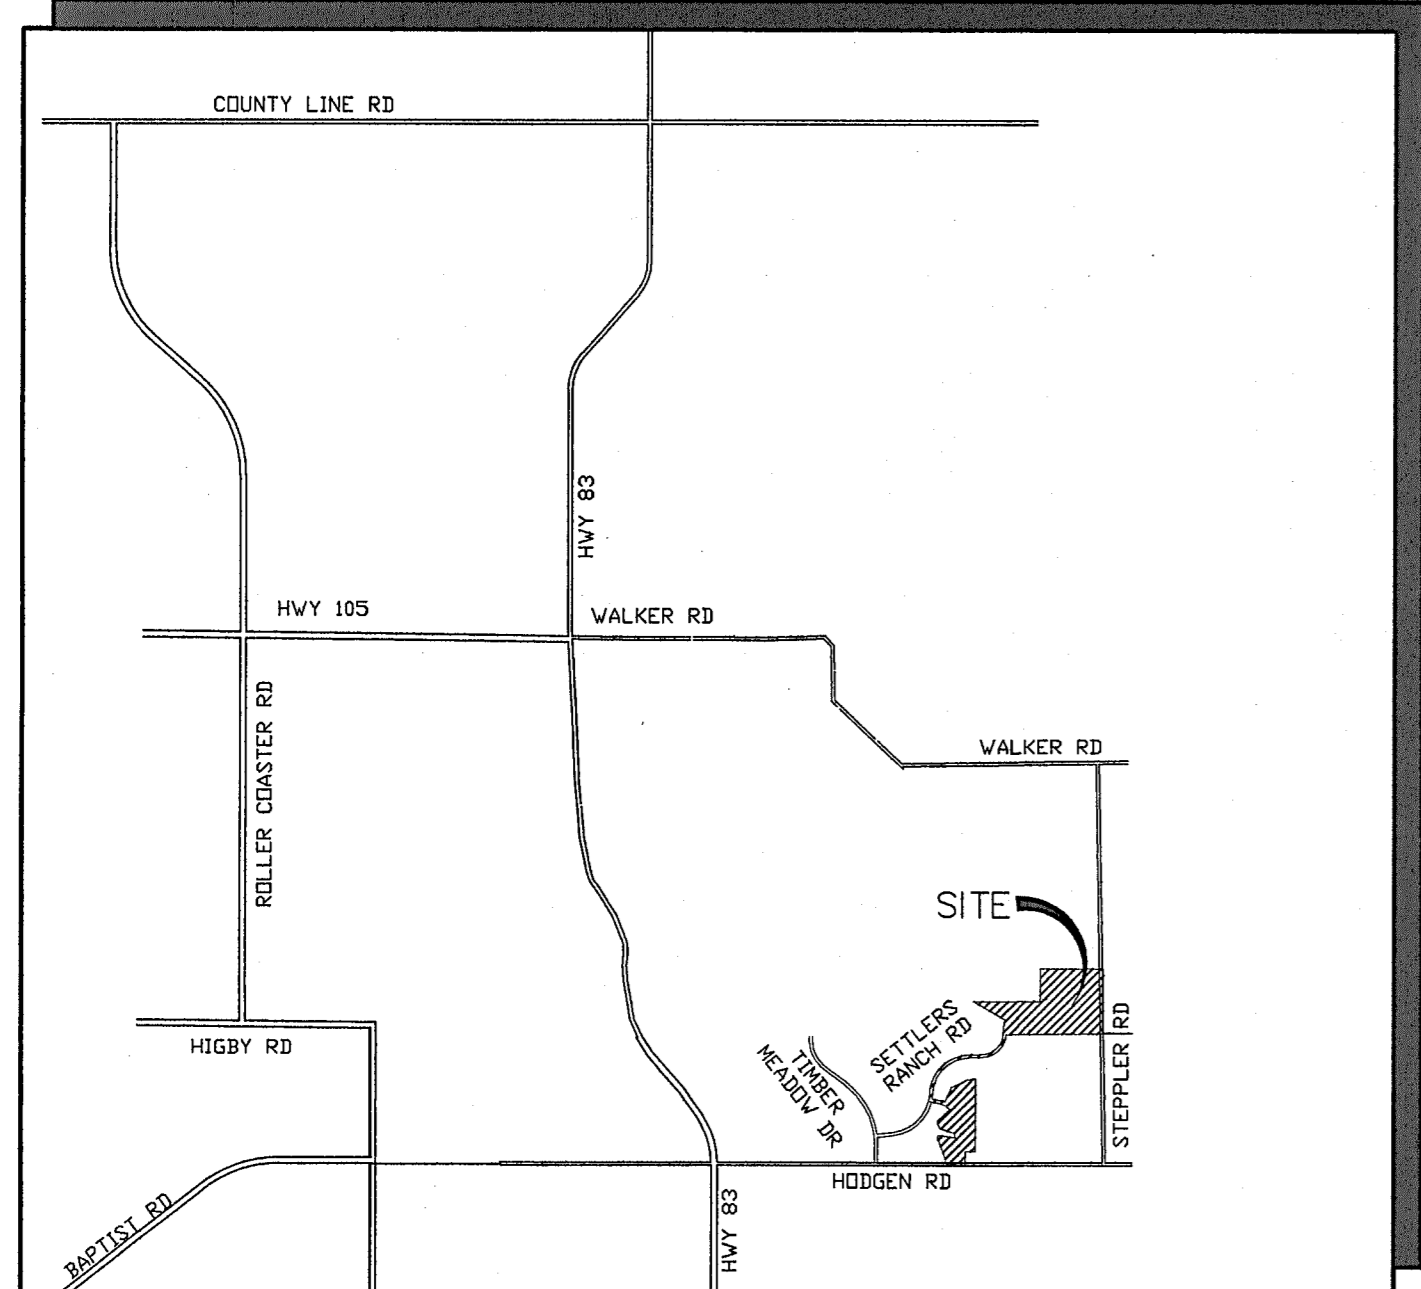 COUNTY LINE RD
HWY 83
HWY 105
WALKER RD
ROLLER COASTER RD
WALKER RD
SITE
SETTLERS
RANCH RD
TIMBER
MEADOW DR
STEPPLER RD
HIGBY RD
HODGEN RD
BAPTIST RD
HWY 83